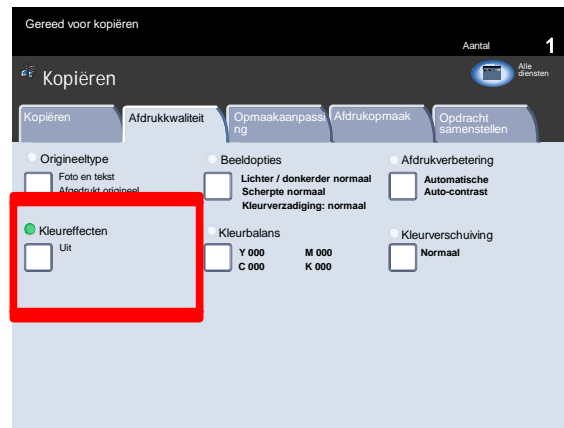 Gereed voor kopiëren
Aantal 1
Kopiëren
Alle
diensten
Kopiëren
Afdrukkwaliteit
Opmaakaanpassi
ng
Afdrukopmaak
Opdracht
samenstellen
Origineeltype
Foto en tekst
Afgedrukt origineel
Beeldopties
Lichter / donkerder normaal
Scherpte normaal
Kleurverzadiging: normaal
Afdrukverbetering
Automatische
Auto-contrast
Kleureffecten
Uit
Kleurbalans
Y 000 M 000
C 000 K 000
Kleurverschuiving
Normaal